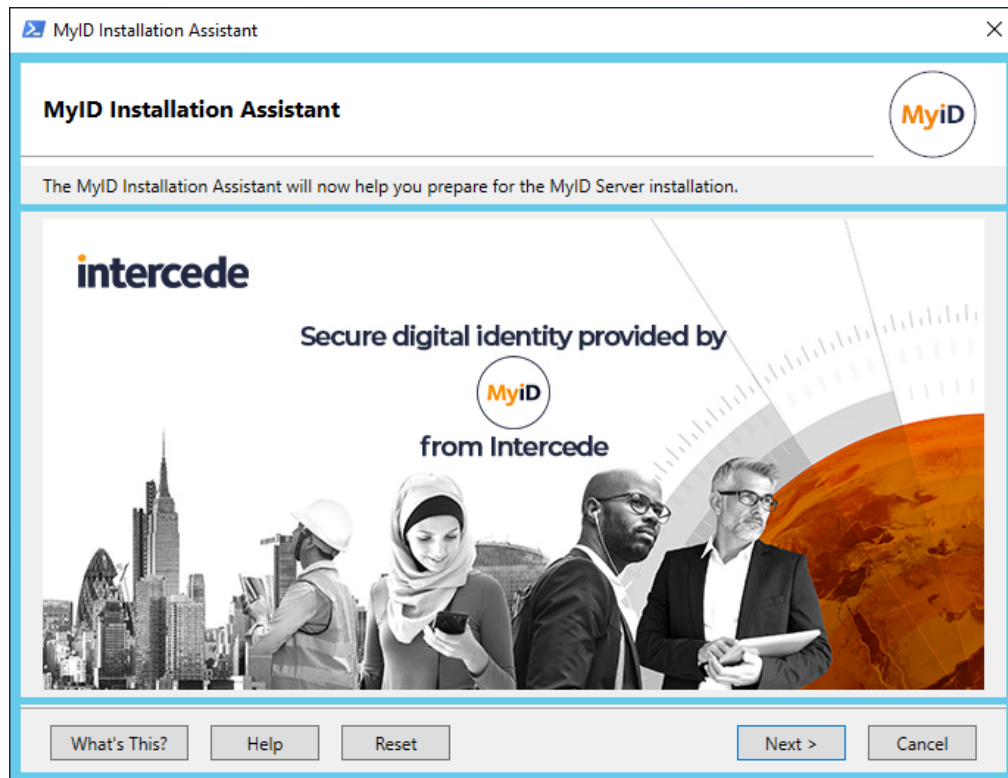 MyID Installation Assistant
MyID Installation Assistant
MyiD
The MyID Installation Assistant will now help you prepare for the MyID Server installation.
intercede
Secure digital identity provided by
MyiD
from Intercede
What's This?
Help
Reset
Next >
Cancel